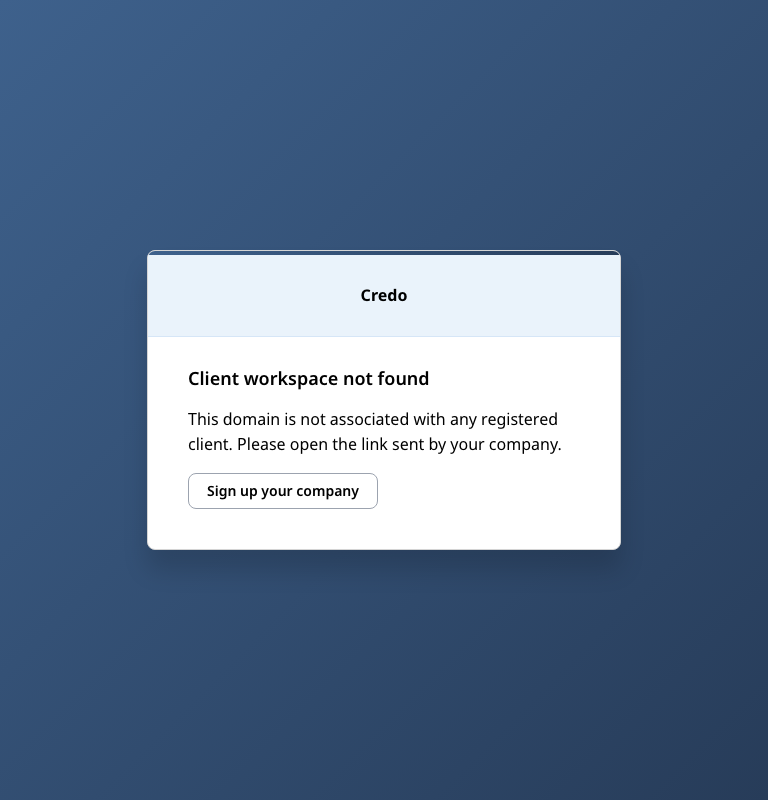 Credo
Client workspace not found
This domain is not associated with any registered
client. Please open the link sent by your company.
Sign up your company